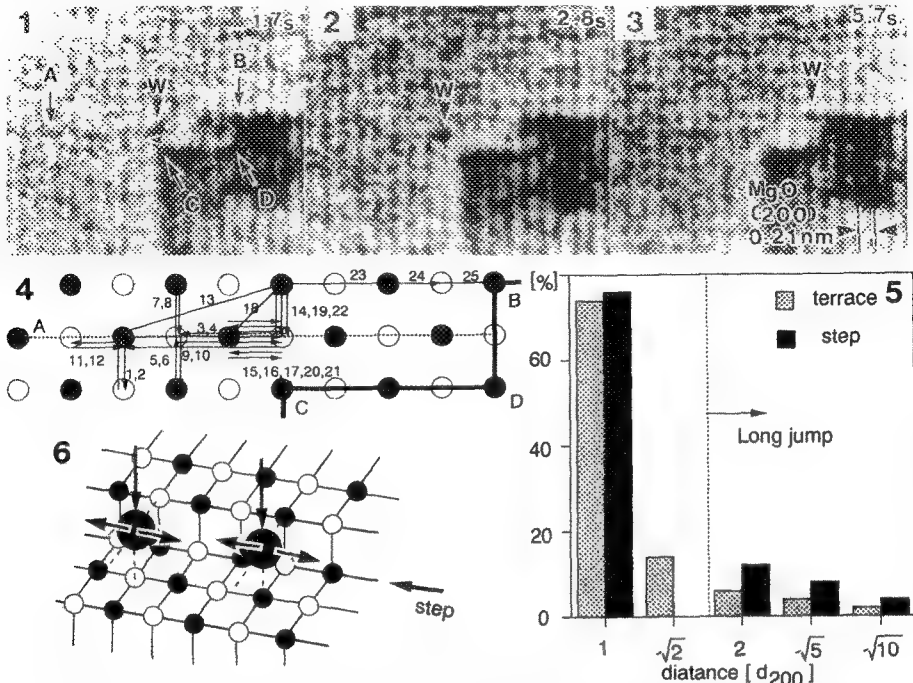 1
1.7s
A
W
B
C
D
2
2.8s
W
3
5.7s
W
MgO
(200)
0.21nm
4
A
7,8
13
18
3,4
14,19,22
23
24
25
B
11,12
1,2
5,6
9,10
15,16,17,20,21
C
D
5
[%]
60
40
20
0
terrace
step
Long jump
1
√2
2
√5
√10
diatance [ d200 ]
6
step